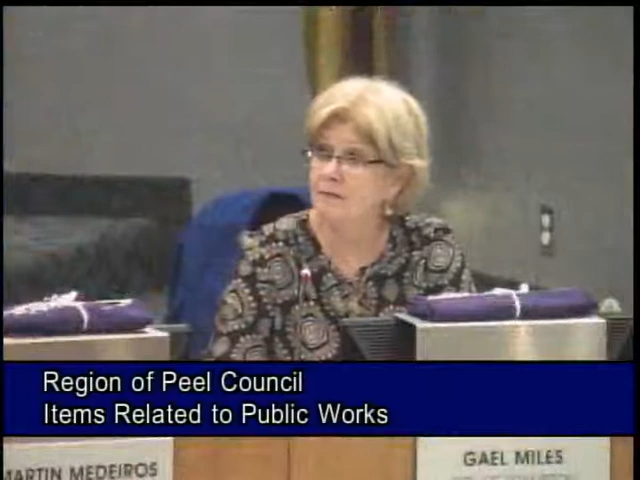 Region of Peel Council
Items Related to Public Works
MARTIN MEDEIROS
GAEL MILES